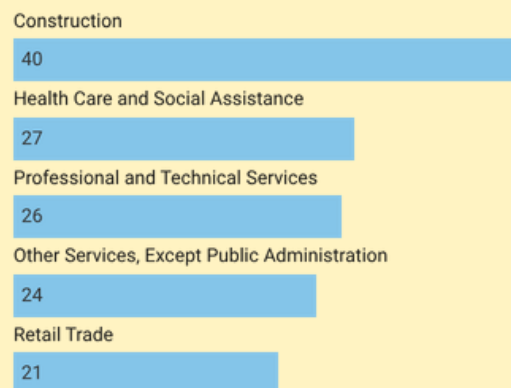 Construction
40
Health Care and Social Assistance
27
Professional and Technical Services
26
Other Services, Except Public Administration
24
Retail Trade
21